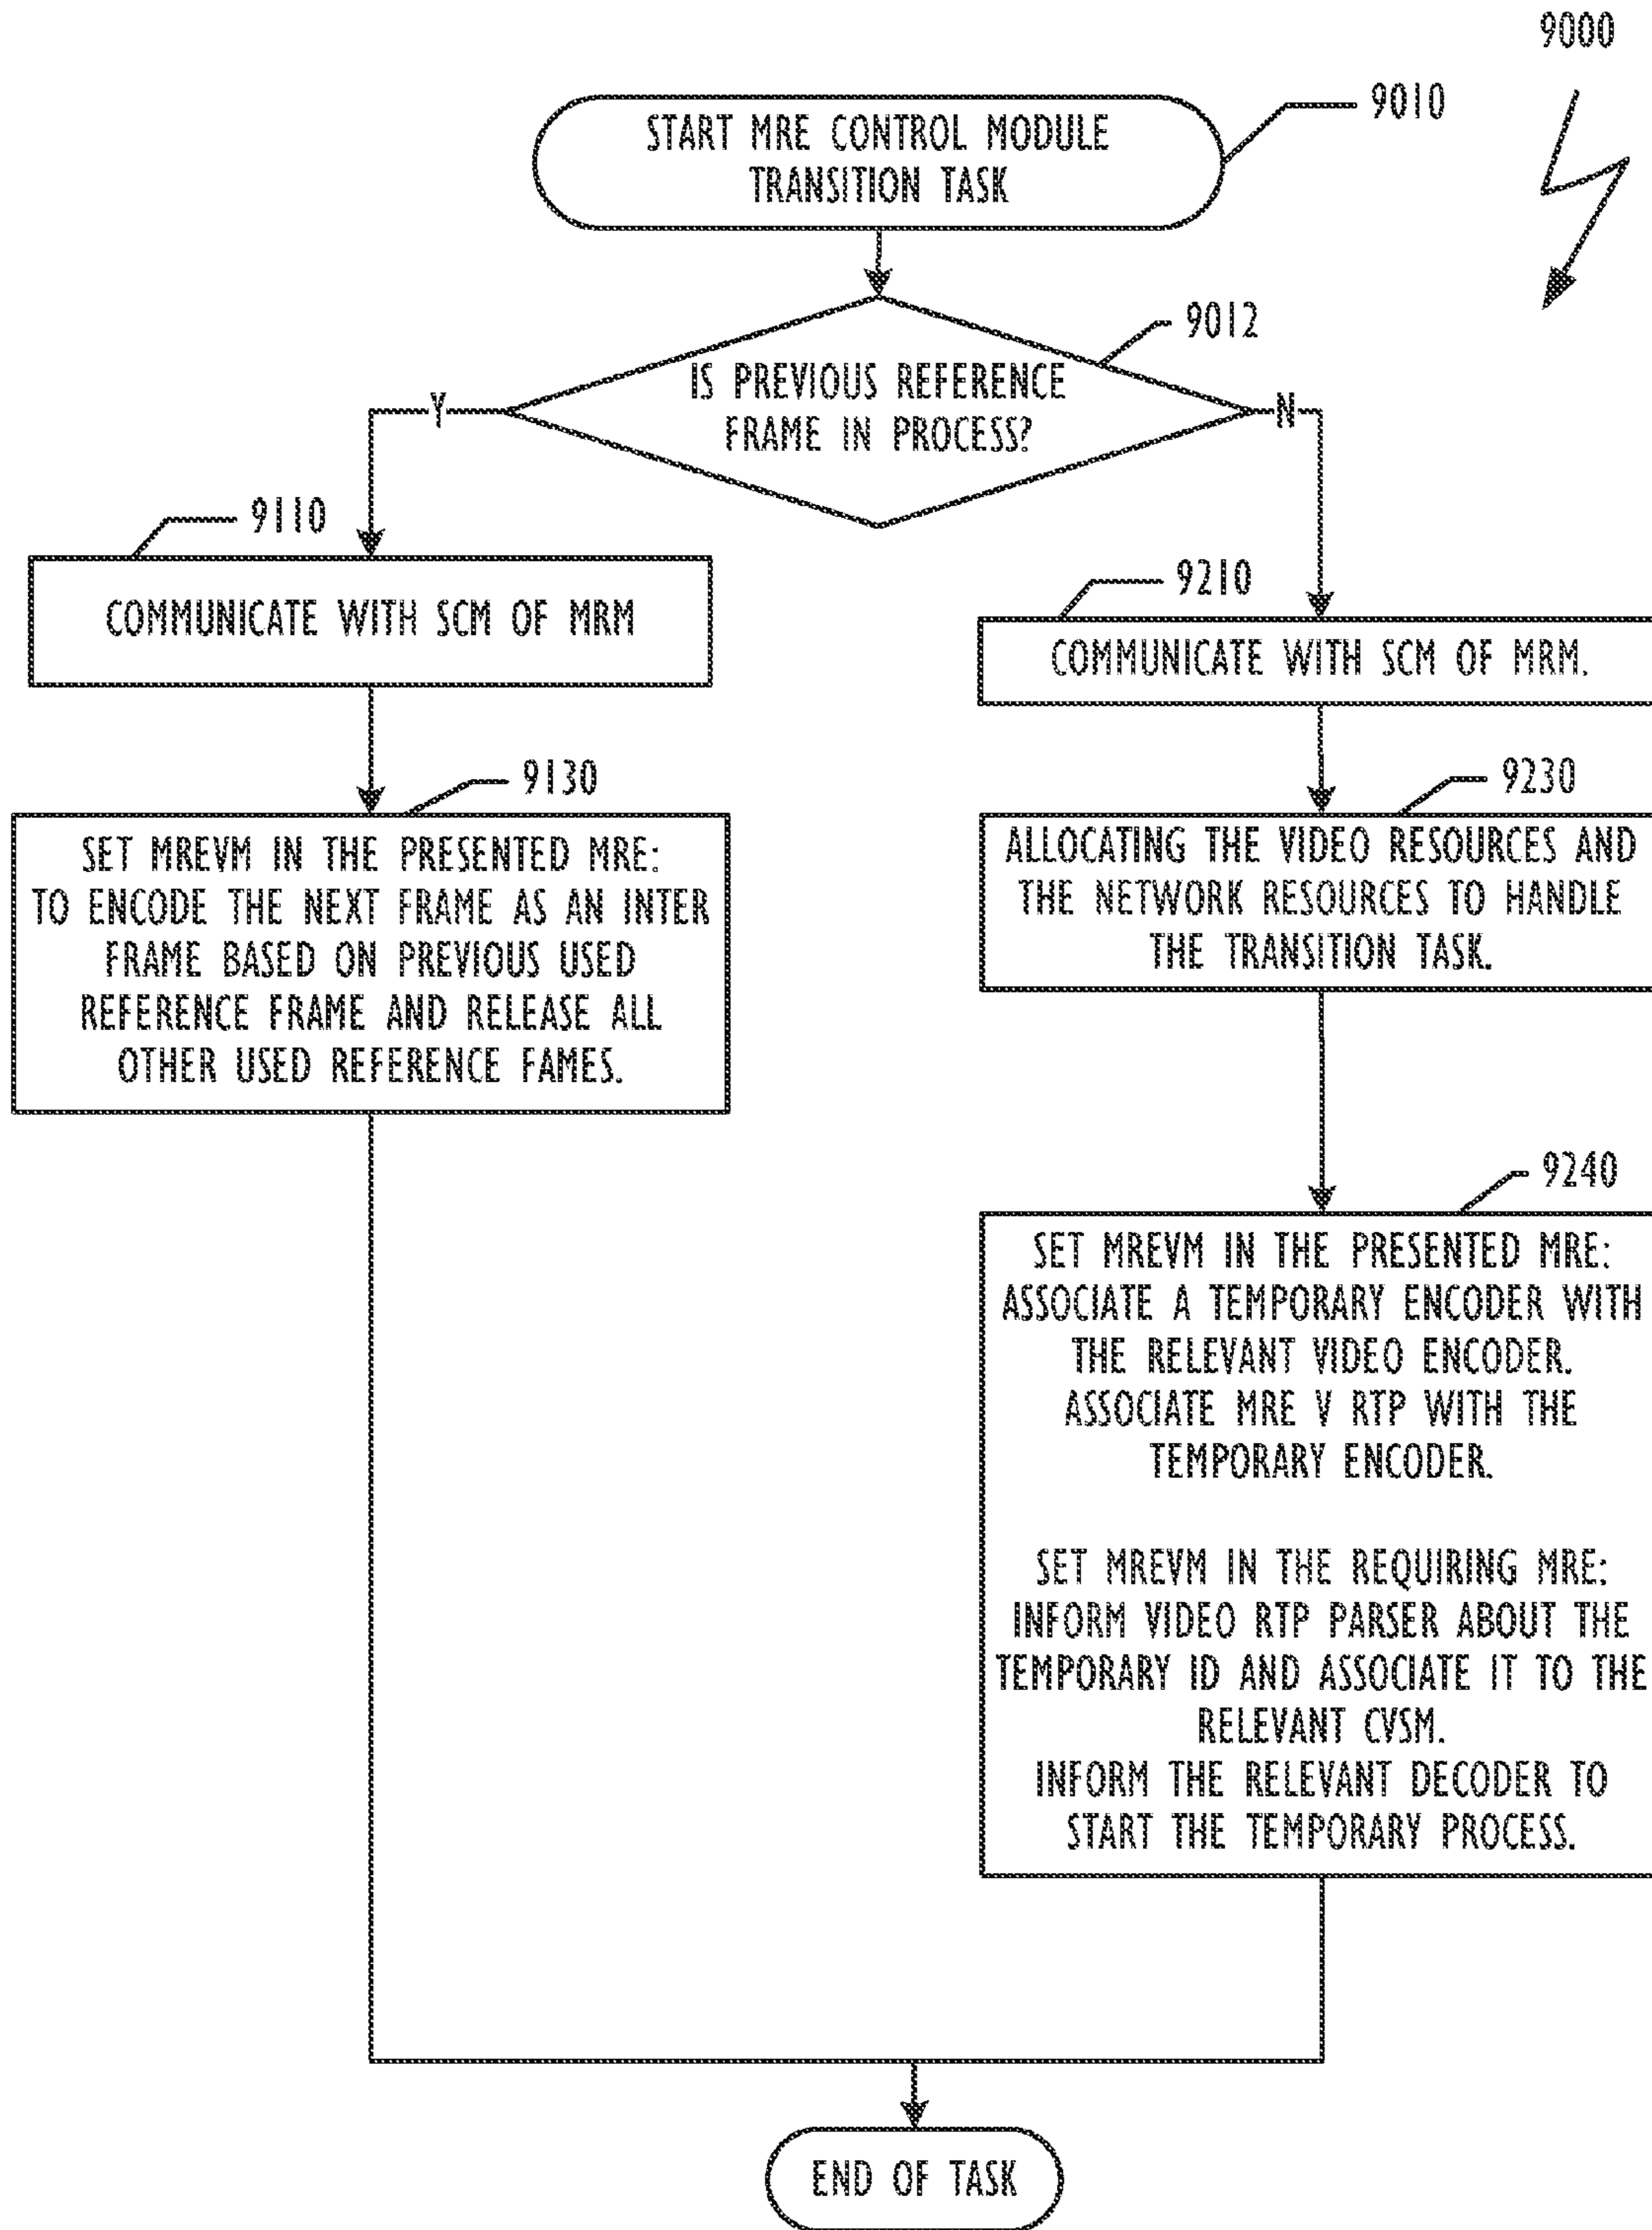 9000
START MRE CONTROL MODULE
TRANSITION TASK
9010
IS PREVIOUS REFERENCE
FRAME IN PROCESS?
9012
Y
N
9110
COMMUNICATE WITH SCM OF MRM
9130
SET MREVM IN THE PRESENTED MRE:
TO ENCODE THE NEXT FRAME AS AN INTER
FRAME BASED ON PREVIOUS USED
REFERENCE FRAME AND RELEASE ALL
OTHER USED REFERENCE FAMES.
9210
COMMUNICATE WITH SCM OF MRM.
9230
ALLOCATING THE VIDEO RESOURCES AND
THE NETWORK RESOURCES TO HANDLE
THE TRANSITION TASK.
9240
SET MREVM IN THE PRESENTED MRE:
ASSOCIATE A TEMPORARY ENCODER WITH
THE RELEVANT VIDEO ENCODER.
ASSOCIATE MRE V RTP WITH THE
TEMPORARY ENCODER.
SET MREVM IN THE REQUIRING MRE:
INFORM VIDEO RTP PARSER ABOUT THE
TEMPORARY ID AND ASSOCIATE IT TO THE
RELEVANT CVSM.
INFORM THE RELEVANT DECODER TO
START THE TEMPORARY PROCESS.
END OF TASK